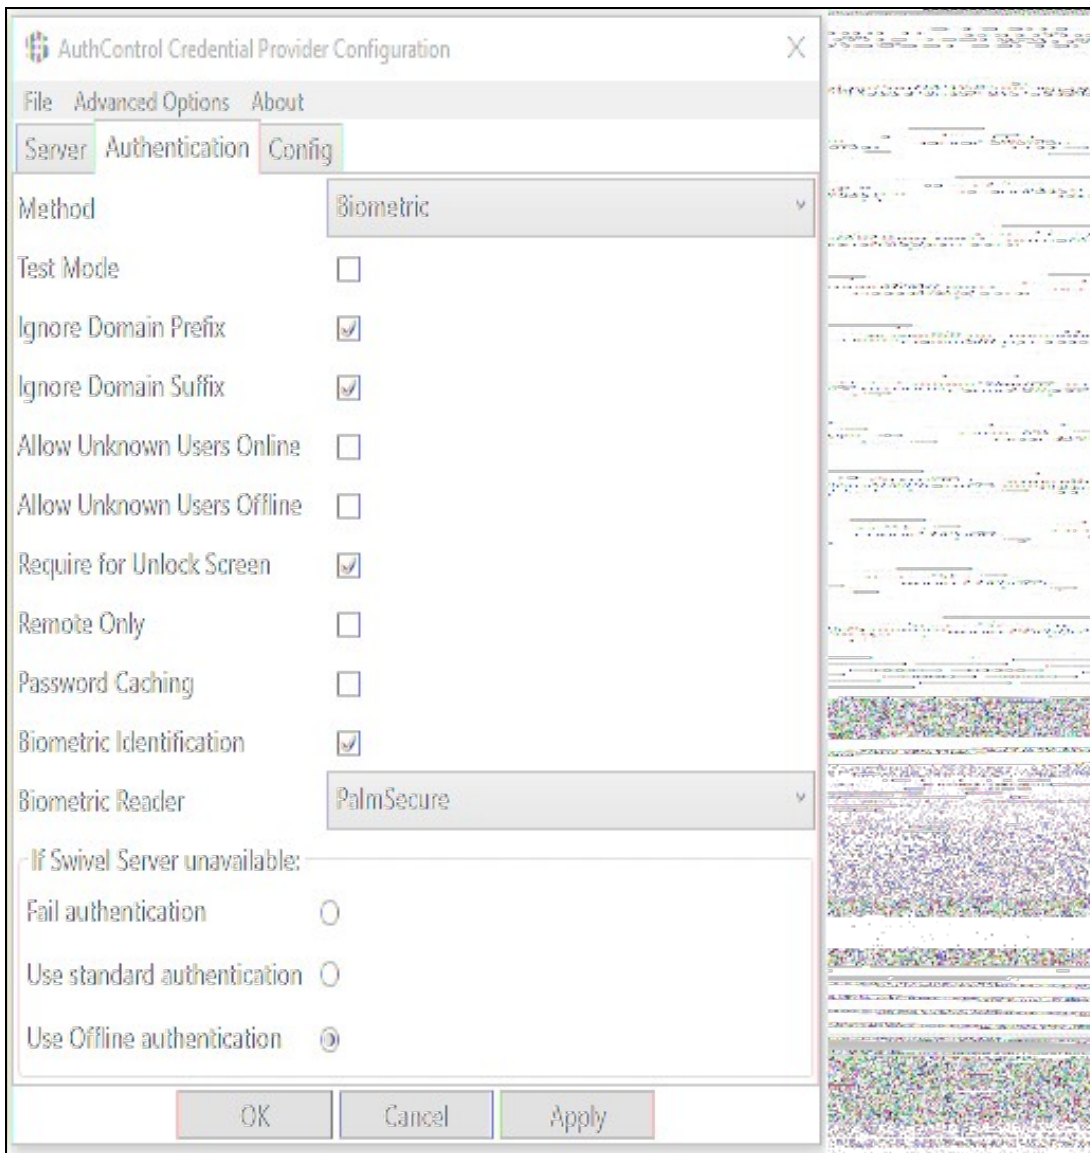 AuthControl Credential Provider Configuration X
File Advanced Options About
Server Authentication Config
Method Biometric
Test Mode
Ignore Domain Prefix
Ignore Domain Suffix
Allow Unknown Users Online
Allow Unknown Users Offline
Require for Unlock Screen
Remote Only
Password Caching
Biometric Identification
Biometric Reader PalmSecure
If Swivel Server unavailable:
Fail authentication
Use standard authentication
Use Offline authentication
OK Cancel Apply